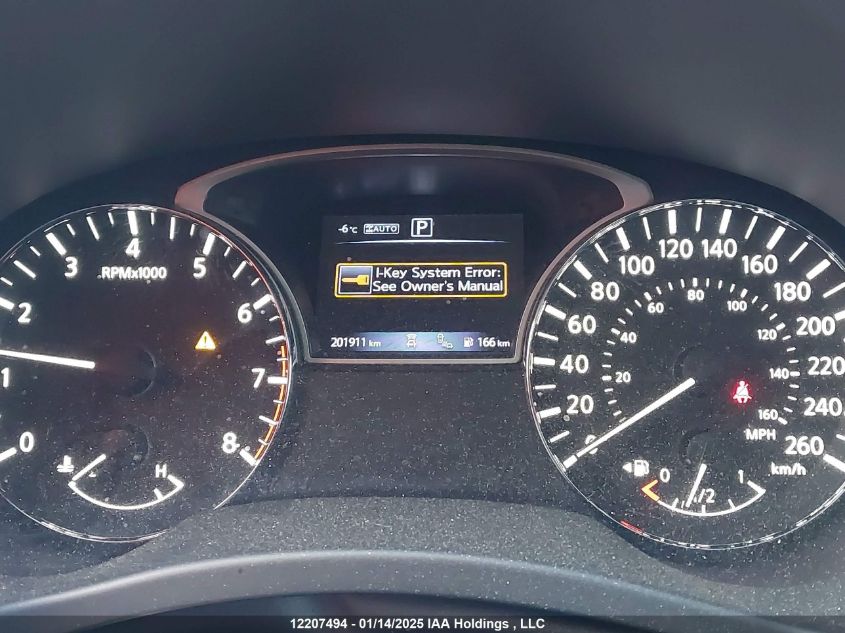 -6°C AUTO P
I-Key System Error:
See Owner's Manual
201911 km 166 km
0 1 2 3 4 5 6 7 8
.RPMx1000
H
0 20 40 60 80 100 120 140 160 180 200 220 240 260
km/h
20 40 60 80 100 120 140 160
MPH
0 1/2 1
12207494 - 01/14/2025 IAA Holdings , LLC